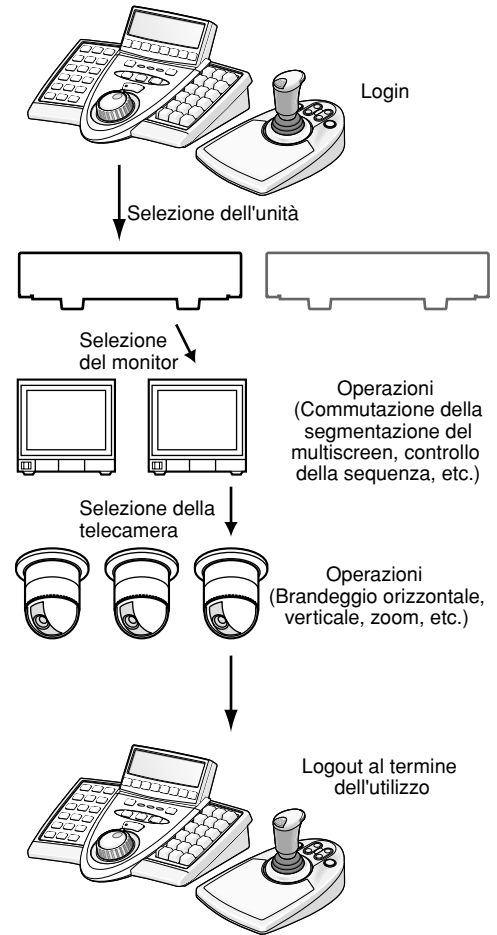 Login
Selezione dell'unità
Selezione
del monitor
Operazioni
(Commutazione della
segmentazione del
multiscreen, controllo
della sequenza, etc.)
Selezione della
telecamera
Operazioni
(Brandeggio orizzontale,
verticale, zoom, etc.)
Logout al termine
dell'utilizzo